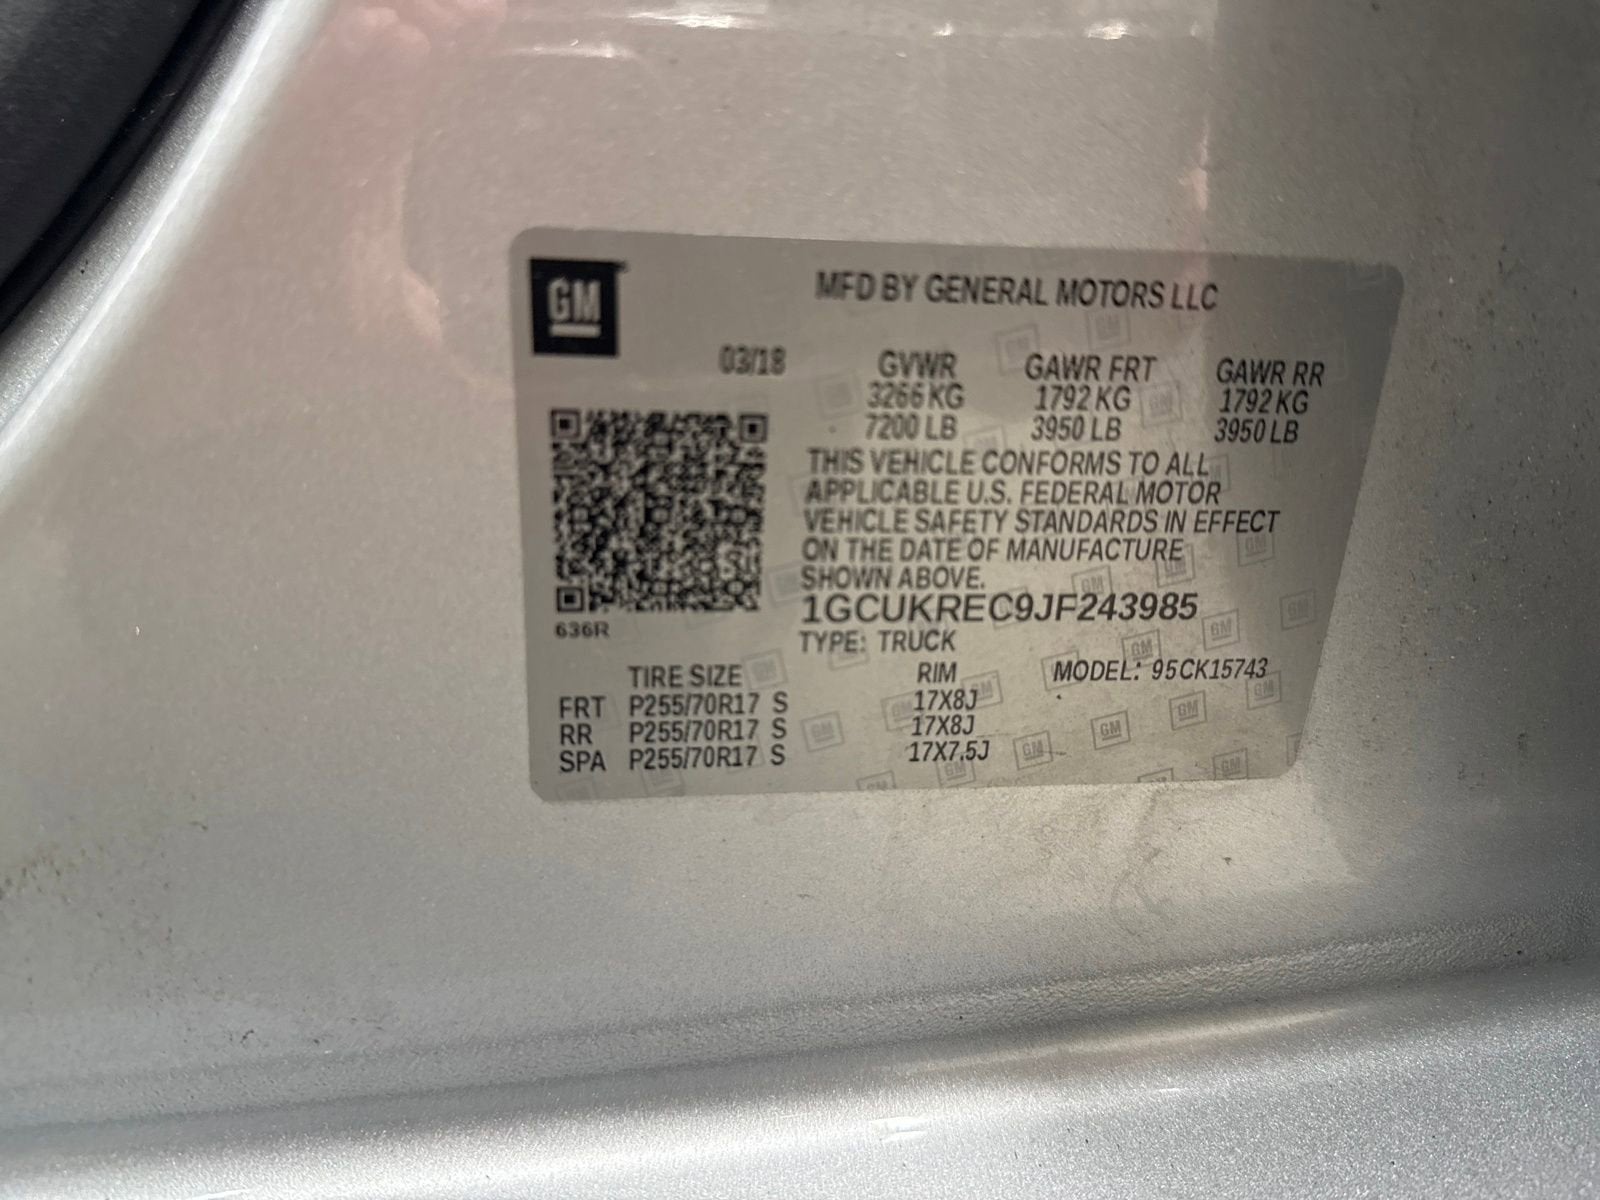 GM
MFD BY GENERAL MOTORS LLC
03/18 GVWR GAWR FRT GAWR RR
3266 KG 1792 KG 1792 KG
7200 LB 3950 LB 3950 LB
THIS VEHICLE CONFORMS TO ALL
APPLICABLE U.S. FEDERAL MOTOR
VEHICLE SAFETY STANDARDS IN EFFECT
ON THE DATE OF MANUFACTURE
SHOWN ABOVE.
1GCUKREC9JF243985
636R
TYPE: TRUCK
TIRE SIZE RIM MODEL: 95CK15743
FRT P255/70R17 S 17X8J
RR P255/70R17 S 17X8J
SPA P255/70R17 S 17X7.5J